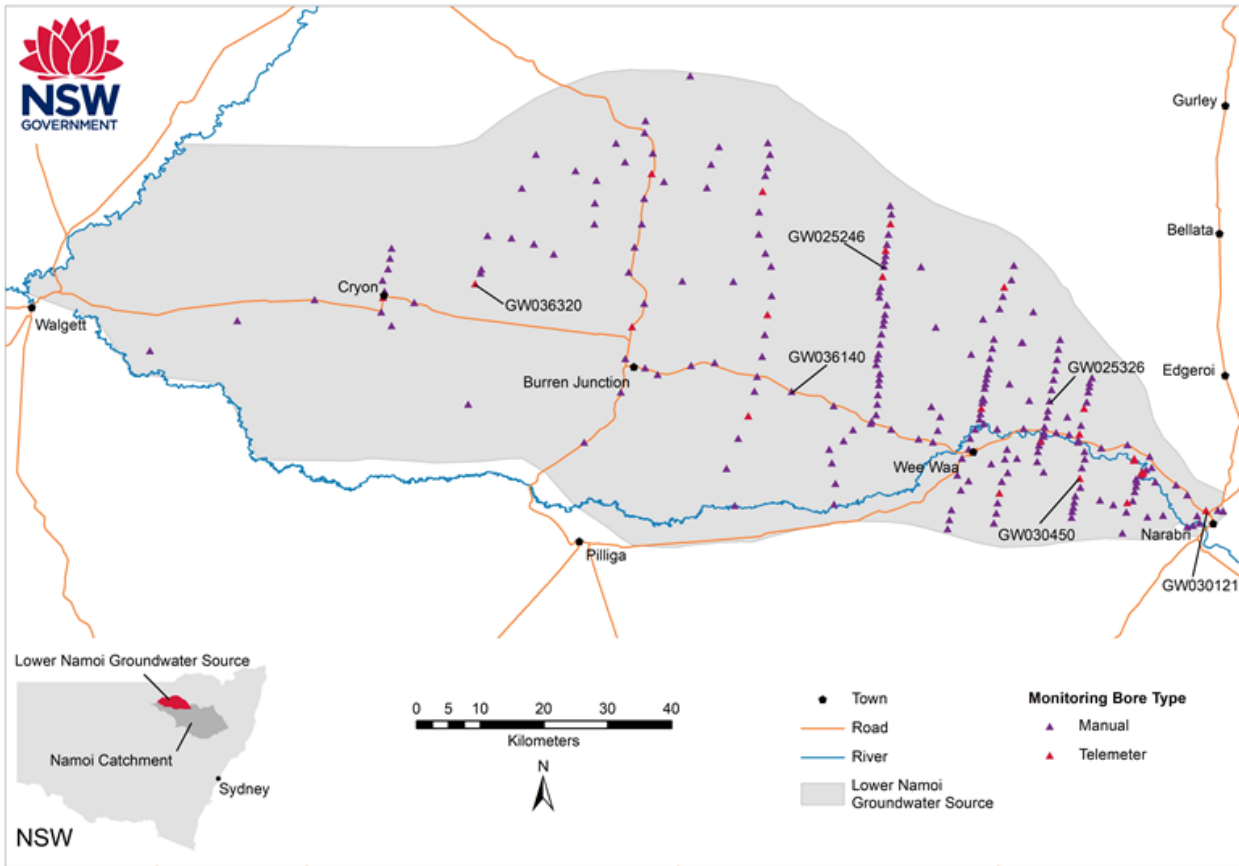 NSW
GOVERNMENT
Gurley
Bellata
GW025246
Cryon
GW036320
Walgett
GW036140
GW025326
Burren Junction
Edgeroi
Wee Waa
GW030450
Narabri
Pilliga
GW030121
Lower Namoi Groundwater Source
Namoi Catchment
Sydney
NSW
0 5 10 20 30 40
Kilometers
N
Town
Road
River
Lower Namoi
Groundwater Source
Monitoring Bore Type
Manual
Telemeter